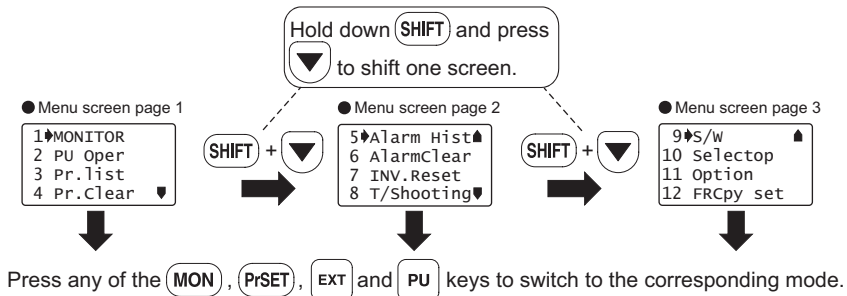 Hold down SHIFT and press
▼ to shift one screen.
● Menu screen page 1
1➧MONITOR
2 PU Oper
3 Pr.list
4 Pr.Clear
SHIFT + ▼
● Menu screen page 2
5➧Alarm Hist
6 AlarmClear
7 INV.Reset
8 T/Shooting
SHIFT + ▼
● Menu screen page 3
9➧S/W
10 Selectop
11 Option
12 FRCpy set
Press any of the MON , PrSET , EXT and PU keys to switch to the corresponding mode.